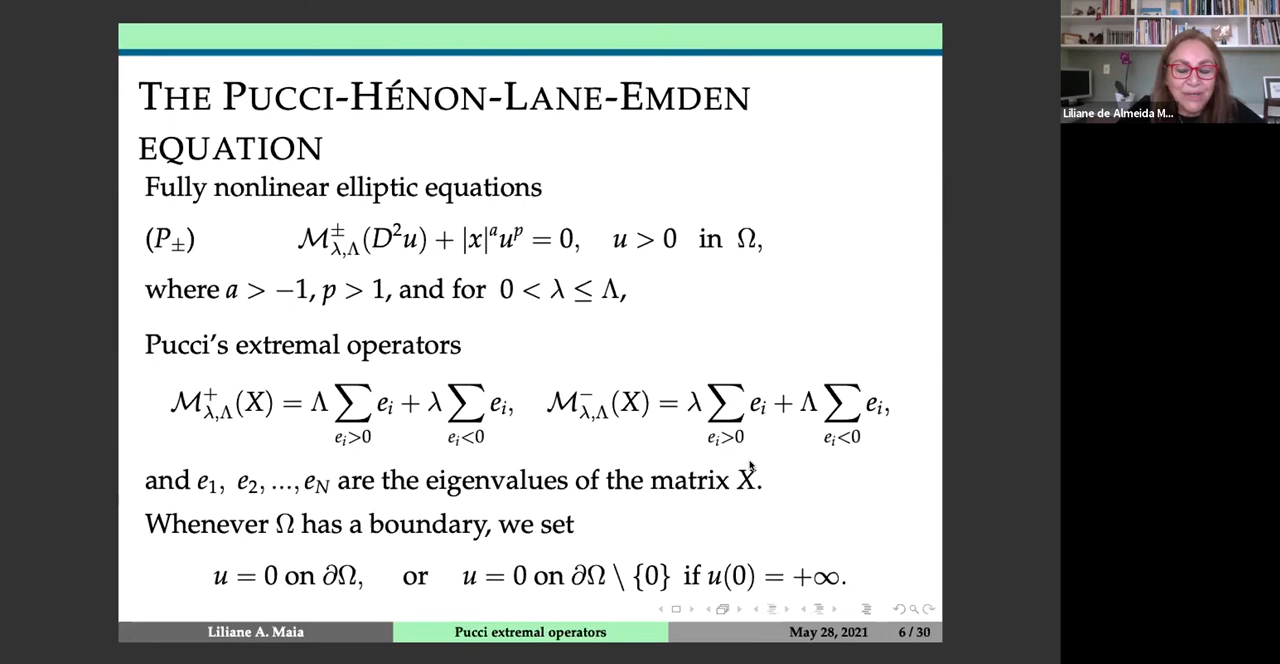 THE PUCCI-HÉNON-LANE-EMDEN
EQUATION
Fully nonlinear elliptic equations
(P±) M±λ,Λ(D²u) + |x|ᵃuᵖ = 0, u > 0 in Ω,
where a > −1, p > 1, and for 0 < λ ≤ Λ,
Pucci's extremal operators
M⁺λ,Λ(X) = Λ ∑ eᵢ + λ ∑ eᵢ, M⁻λ,Λ(X) = λ ∑ eᵢ + Λ ∑ eᵢ,
eᵢ>0 eᵢ<0 eᵢ>0 eᵢ<0
and e₁, e₂, ..., eN are the eigenvalues of the matrix X.
Whenever Ω has a boundary, we set
u = 0 on ∂Ω, or u = 0 on ∂Ω \ {0} if u(0) = +∞.
Liliane A. Maia Pucci extremal operators May 28, 2021 6 / 30
Liliane de Almeida M...